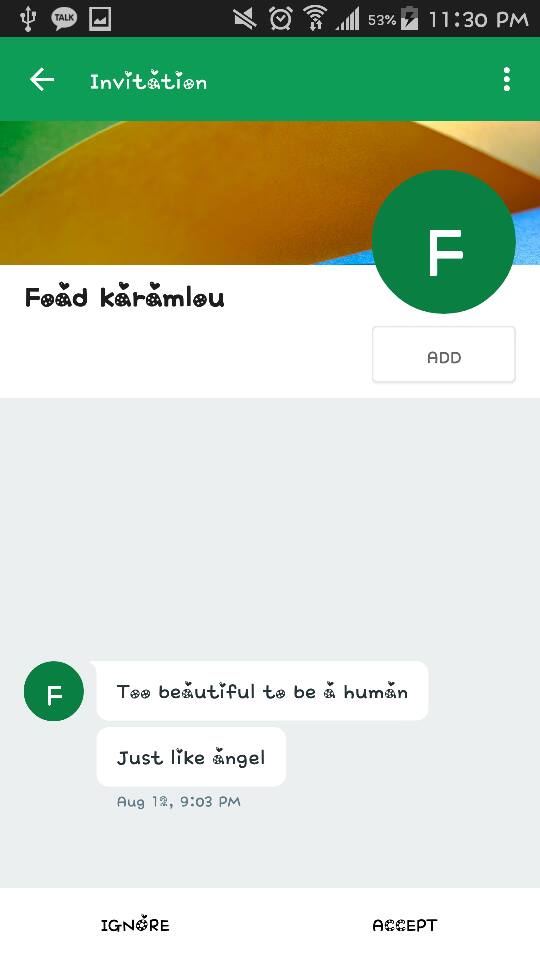 TALK
53%
11:30 PM
Invitation
F
Foad karamlou
ADD
F
Too beautiful to be a human
Just like angel
Aug 12, 9:03 PM
IGNORE
ACCEPT